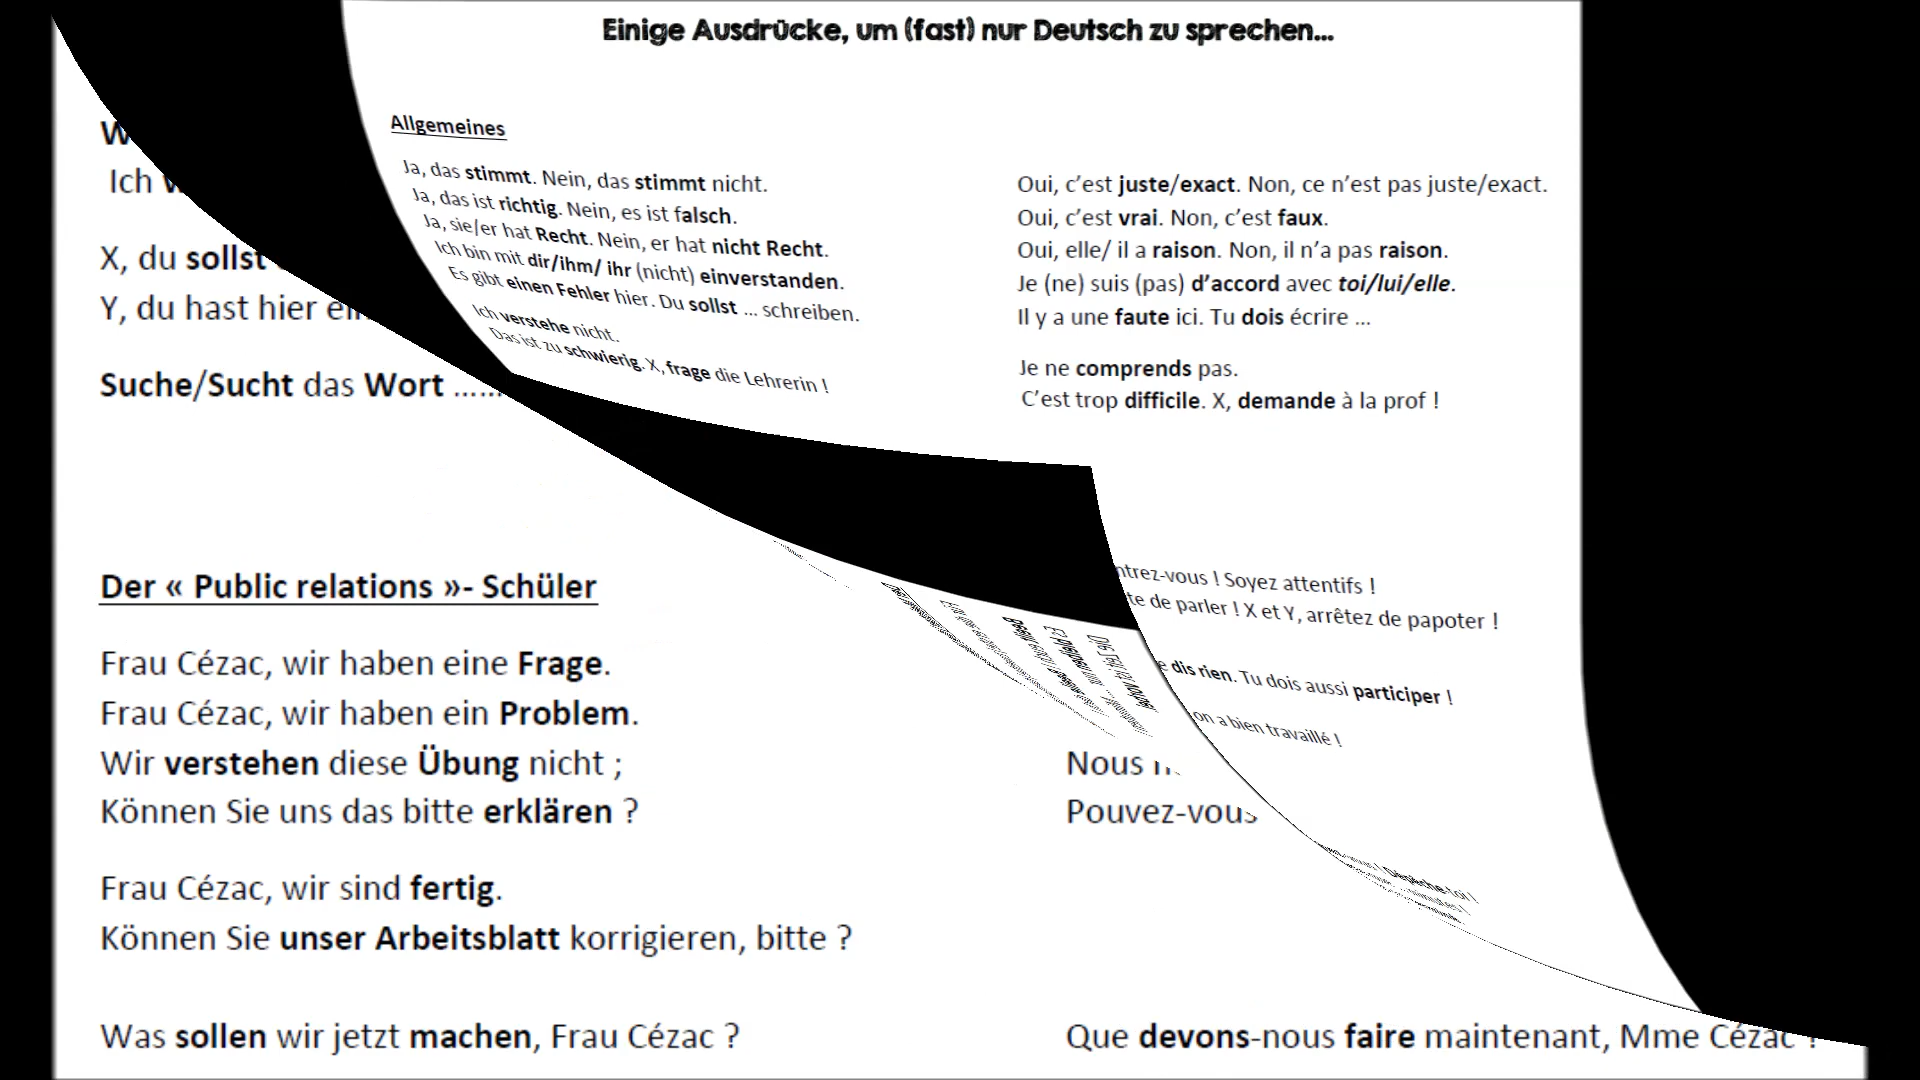 Einige Ausdrücke, um (fast) nur Deutsch zu sprechen...
Allgemeines
Ja, das stimmt. Nein, das stimmt nicht.
Ja, das ist richtig. Nein, es ist falsch.
Ja, sie/er hat Recht. Nein, er hat nicht Recht.
Ich bin mit dir/ihm/ ihr (nicht) einverstanden.
Es gibt einen Fehler hier. Du sollst ... schreiben.
Ich verstehe nicht.
Das ist zu schwierig. X, frage die Lehrerin !
Oui, c’est juste/exact. Non, ce n’est pas juste/exact.
Oui, c’est vrai. Non, c’est faux.
Oui, elle/ il a raison. Non, il n’a pas raison.
Je (ne) suis (pas) d’accord avec toi/lui/elle.
Il y a une faute ici. Tu dois écrire ...
Je ne comprends pas.
C’est trop difficile. X, demande à la prof !
Soyez attentifs !
de parler ! X et Y, arrêtez de papoter !
dis rien. Tu dois aussi participer !
on a bien travaillé !
Ich
X, du sollst
Y, du hast hier
Suche/Sucht das Wort ......
Der « Public relations »- Schüler
Frau Cézac, wir haben eine Frage.
Frau Cézac, wir haben ein Problem.
Wir verstehen diese Übung nicht ;
Können Sie uns das bitte erklären ?
Frau Cézac, wir sind fertig.
Können Sie unser Arbeitsblatt korrigieren, bitte ?
Was sollen wir jetzt machen, Frau Cézac ?
Nous
Pouvez-vous
Que devons-nous faire maintenant, Mme Cézac ?